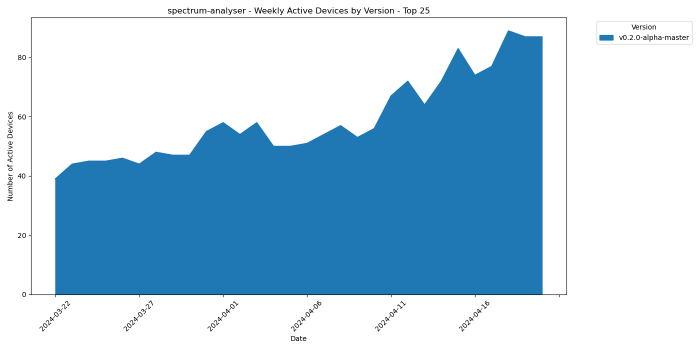 spectrum-analyser - Weekly Active Devices by Version - Top 25
Version
v0.2.0-alpha-master
Number of Active Devices
80
60
40
20
0
2024-03-22
2024-03-27
2024-04-01
2024-04-06
2024-04-11
2024-04-16
Date